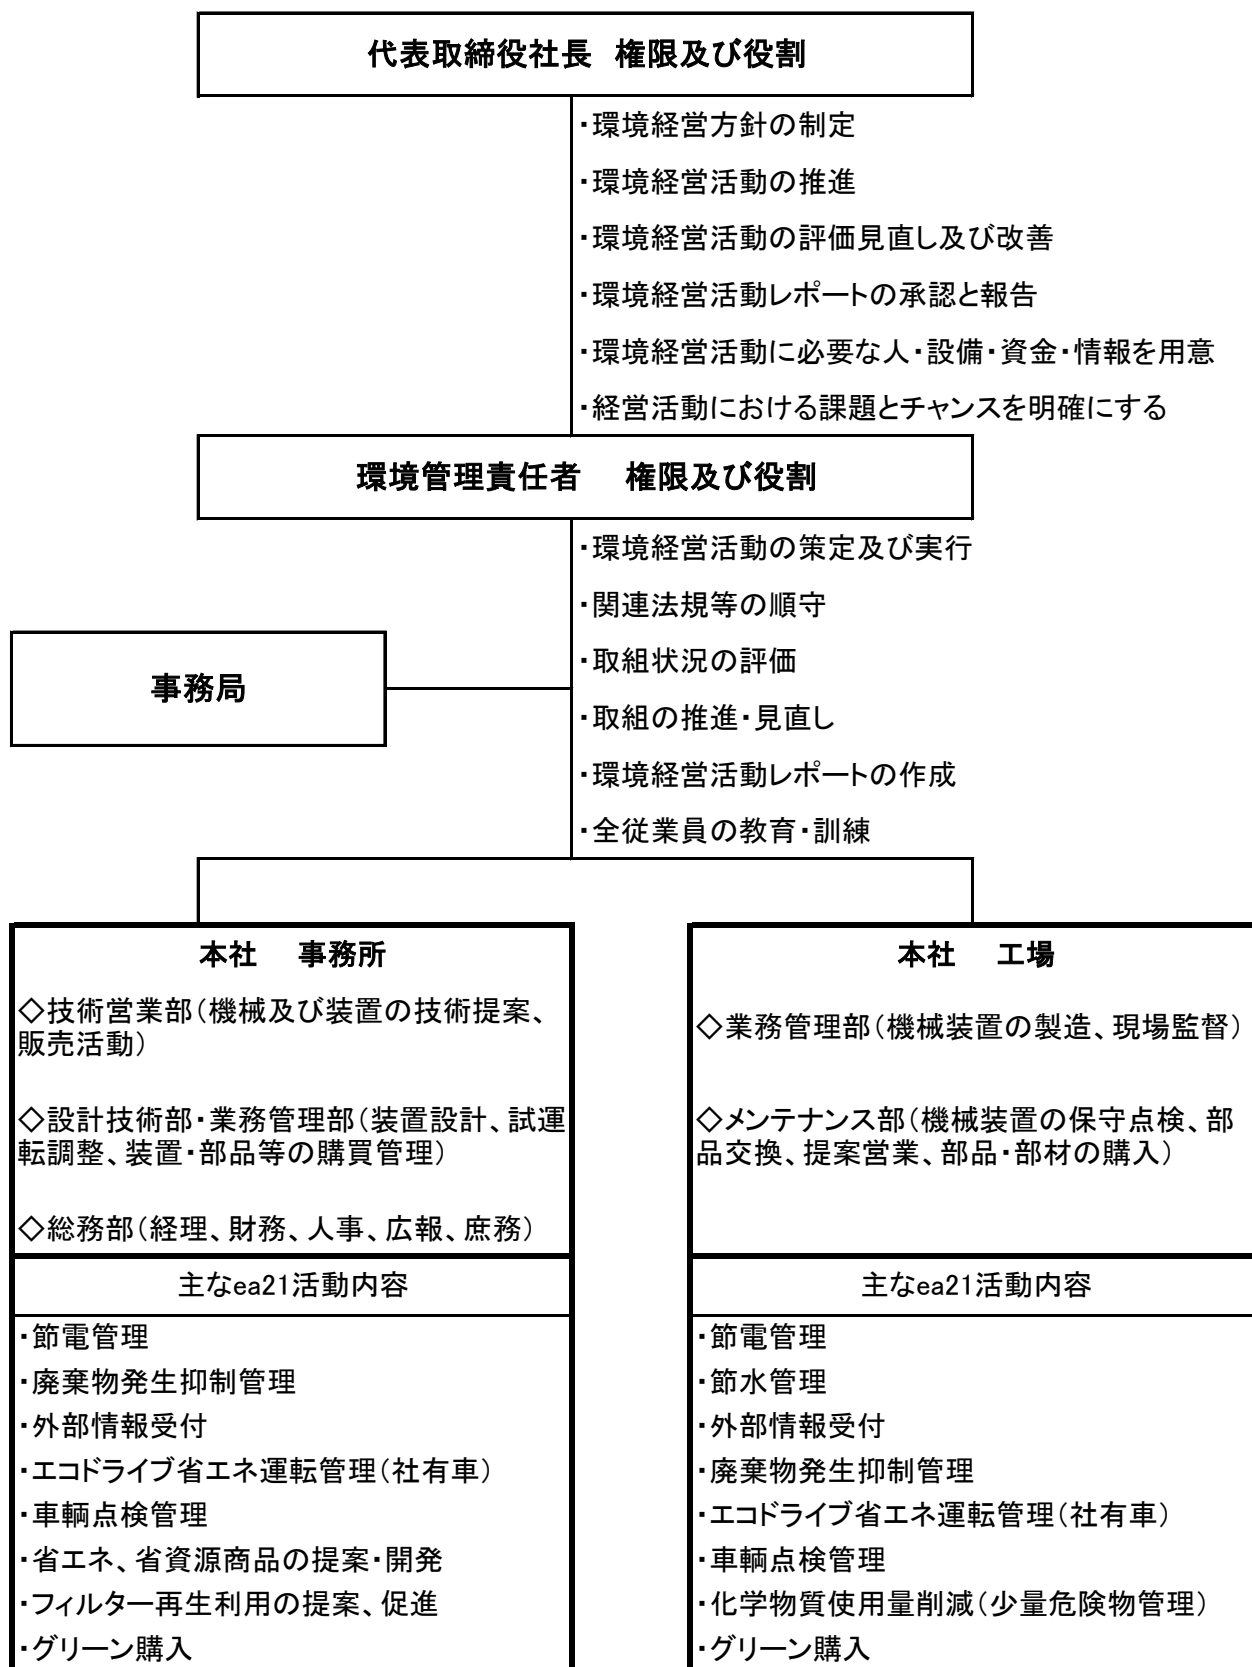 代表取締役社長 権限及び役割
・環境経営方針の制定
・環境経営活動の推進
・環境経営活動の評価見直し及び改善
・環境経営活動レポートの承認と報告
・環境経営活動に必要な人・設備・資金・情報を用意
・経営活動における課題とチャンスを明確にする
環境管理責任者 権限及び役割
・環境経営活動の策定及び実行
・関連法規等の順守
・取組状況の評価
事務局
・取組の推進・見直し
・環境経営活動レポートの作成
・全従業員の教育・訓練
本社 事務所
◇技術営業部(機械及び装置の技術提案、
販売活動)
◇設計技術部・業務管理部(装置設計、試運
転調整、装置・部品等の購買管理)
◇総務部(経理、財務、人事、広報、庶務)
主なea21活動内容
・節電管理
・廃棄物発生抑制管理
・外部情報受付
・エコドライブ省エネ運転管理(社有車)
・車輌点検管理
・省エネ、省資源商品の提案・開発
・フィルター再生利用の提案、促進
・グリーン購入
本社 工場
◇業務管理部(機械装置の製造、現場監督)
◇メンテナンス部(機械装置の保守点検、部
品交換、提案営業、部品・部材の購入)
主なea21活動内容
・節電管理
・節水管理
・外部情報受付
・廃棄物発生抑制管理
・エコドライブ省エネ運転管理(社有車)
・車輌点検管理
・化学物質使用量削減(少量危険物管理)
・グリーン購入